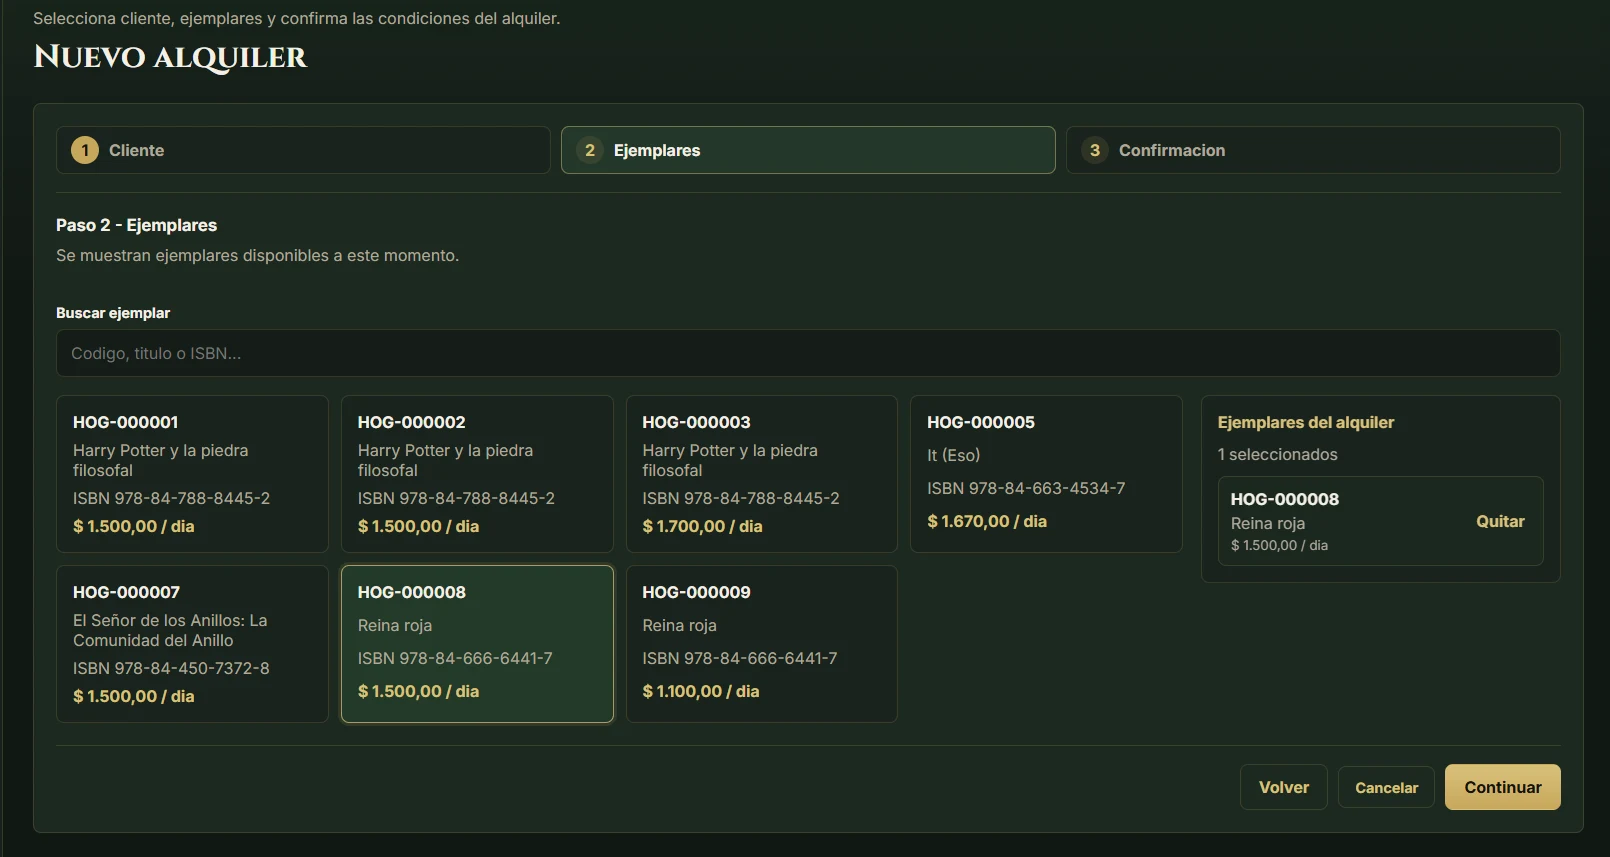 Selecciona cliente, ejemplares y confirma las condiciones del alquiler.
Nuevo alquiler
1 Cliente
2 Ejemplares
3 Confirmacion
Paso 2 - Ejemplares
Se muestran ejemplares disponibles a este momento.
Buscar ejemplar
Codigo, titulo o ISBN...
HOG-000001
Harry Potter y la piedra
filosofal
ISBN 978-84-788-8445-2
$ 1.500,00 / dia
HOG-000002
Harry Potter y la piedra
filosofal
ISBN 978-84-788-8445-2
$ 1.500,00 / dia
HOG-000003
Harry Potter y la piedra
filosofal
ISBN 978-84-788-8445-2
$ 1.700,00 / dia
HOG-000005
It (Eso)
ISBN 978-84-663-4534-7
$ 1.670,00 / dia
HOG-000007
El Señor de los Anillos: La
Comunidad del Anillo
ISBN 978-84-450-7372-8
$ 1.500,00 / dia
HOG-000008
Reina roja
ISBN 978-84-666-6441-7
$ 1.500,00 / dia
HOG-000009
Reina roja
ISBN 978-84-666-6441-7
$ 1.100,00 / dia
Ejemplares del alquiler
1 seleccionados
HOG-000008
Reina roja
$ 1.500,00 / dia
Quitar
Volver
Cancelar
Continuar